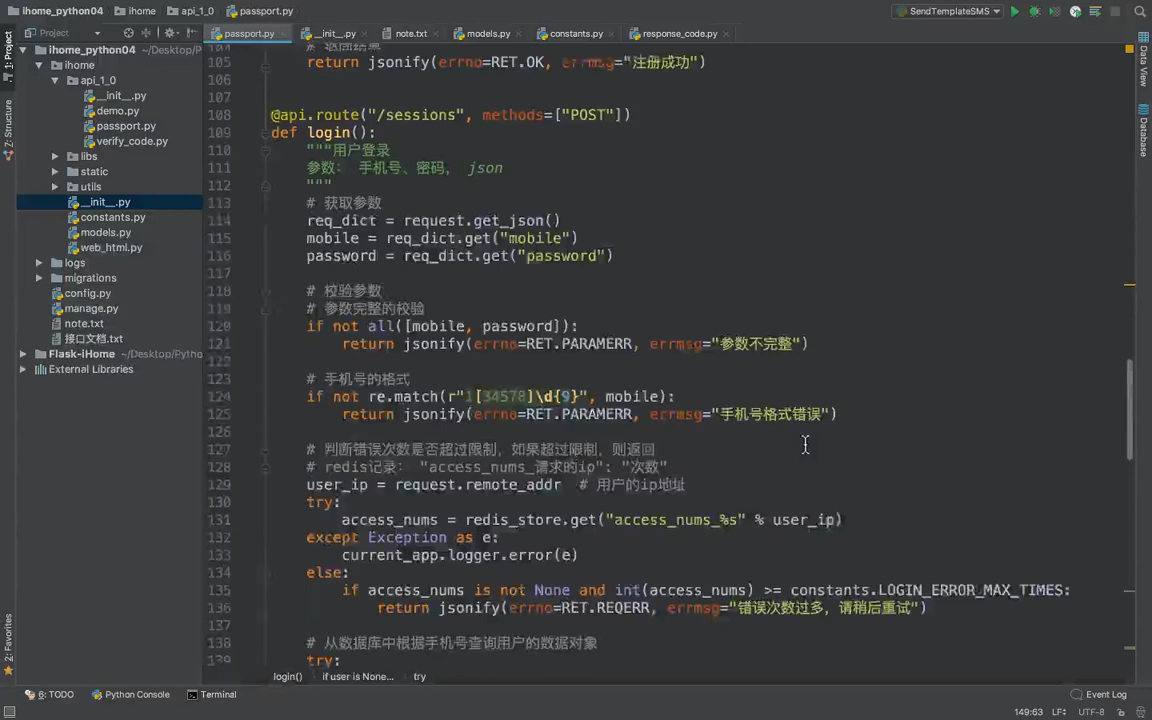 ihome_python04 ihome api_1_0 passport.py SendTemplateSMS
Project passport.py __init__.py note.txt models.py constants.py response_code.py
1: Project
Z: Structure
2: Favorites
Data View
Database
ihome_python04 ~/Desktop/P
ihome
api_1_0
__init__.py
demo.py
passport.py
verify_code.py
libs
static
utils
__init__.py
constants.py
models.py
web_html.py
logs
migrations
config.py
manage.py
note.txt
接口文档.txt
Flask-iHome ~/Desktop/Pytho
External Libraries
104 # 返回结果
105 return jsonify(errno=RET.OK, errmsg="注册成功")
106
107
108 @api.route("/sessions", methods=["POST"])
109 def login():
110 """用户登录
111 参数: 手机号、密码, json
112 """
113 # 获取参数
114 req_dict = request.get_json()
115 mobile = req_dict.get("mobile")
116 password = req_dict.get("password")
117
118 # 校验参数
119 # 参数完整的校验
120 if not all([mobile, password]):
121 return jsonify(errno=RET.PARAMERR, errmsg="参数不完整")
122
123 # 手机号的格式
124 if not re.match(r"1[34578]\d{9}", mobile):
125 return jsonify(errno=RET.PARAMERR, errmsg="手机号格式错误")
126
127 # 判断错误次数是否超过限制，如果超过限制，则返回
128 # redis记录: "access_nums_请求的ip": "次数"
129 user_ip = request.remote_addr # 用户的ip地址
130 try:
131 access_nums = redis_store.get("access_nums_%s" % user_ip)
132 except Exception as e:
133 current_app.logger.error(e)
134 else:
135 if access_nums is not None and int(access_nums) >= constants.LOGIN_ERROR_MAX_TIMES:
136 return jsonify(errno=RET.REQERR, errmsg="错误次数过多，请稍后重试")
137
138 # 从数据库中根据手机号查询用户的数据对象
139 try:
login() if user is None... try
6: TODO Python Console Terminal Event Log
149:63 LF÷ UTF-8